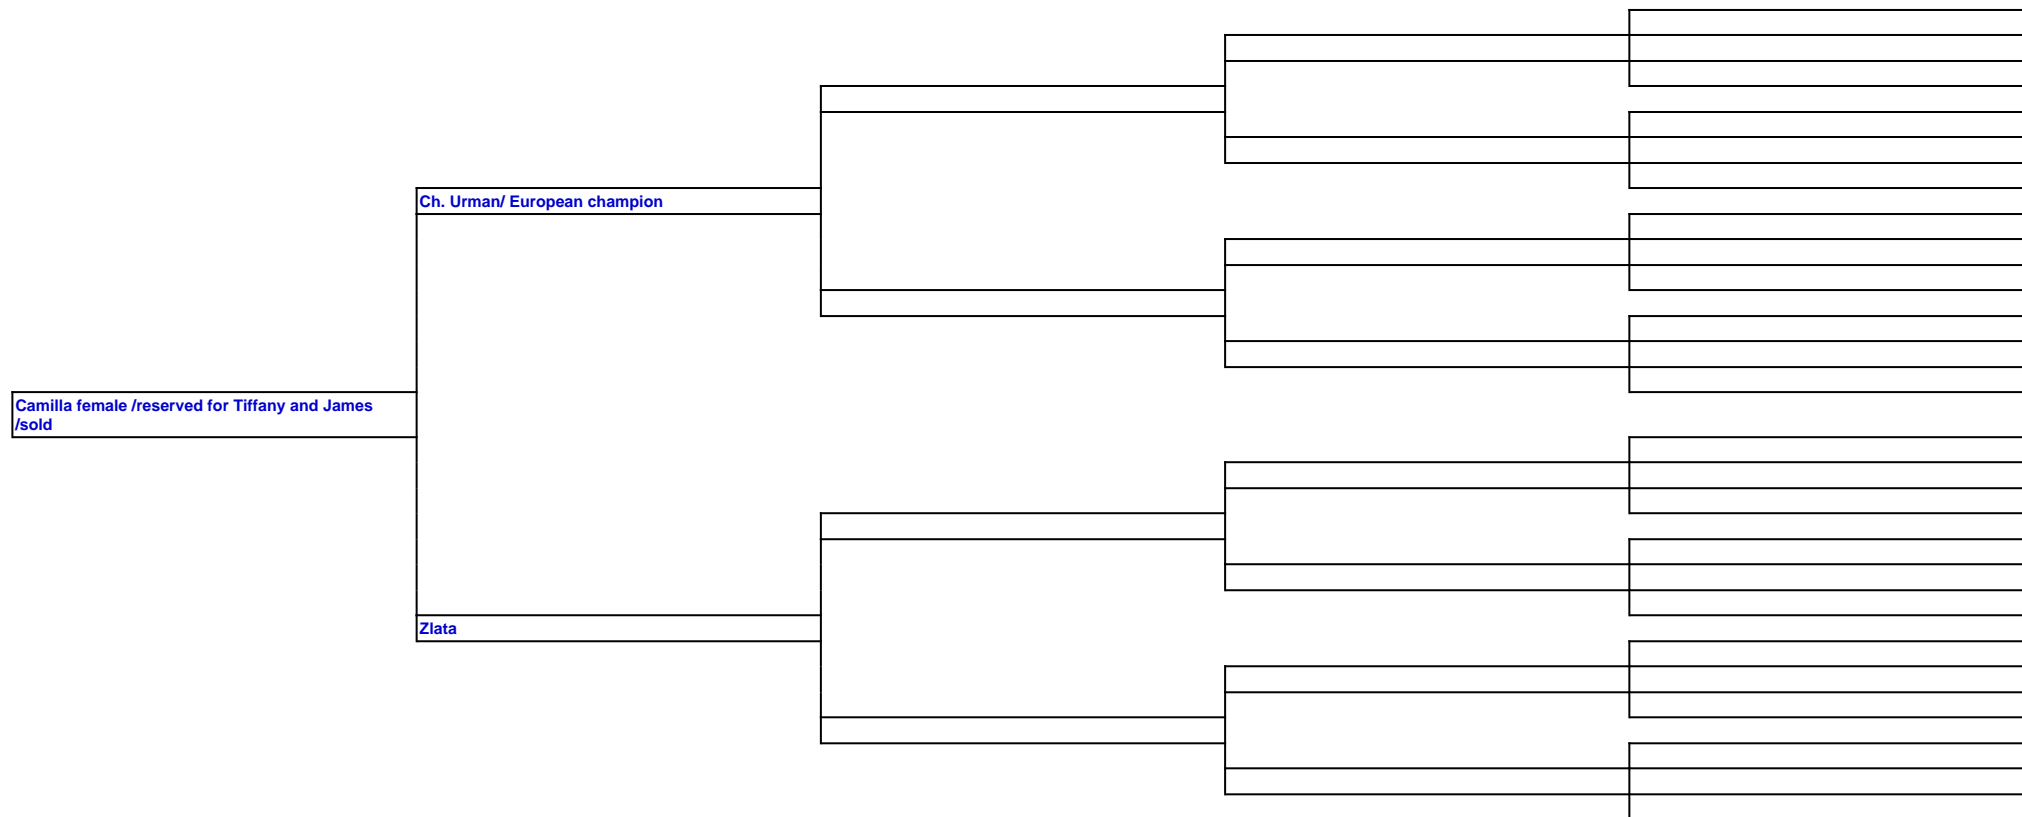 Ch. Urman/ European champion
Camilla female /reserved for Tiffany and James
/sold
Zlata